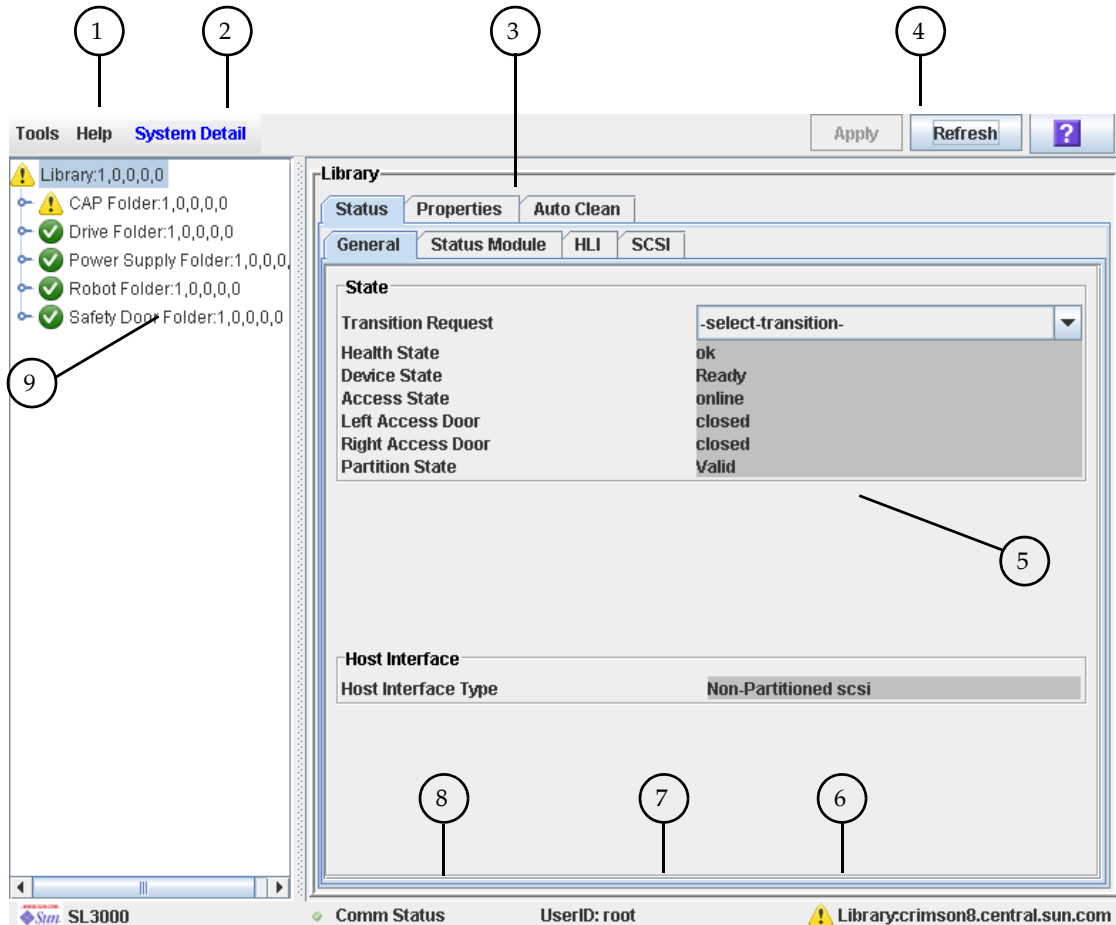 1 2 3 4
Tools Help System Detail Apply Refresh ?
Library:1,0,0,0,0
CAP Folder:1,0,0,0,0
Drive Folder:1,0,0,0,0
Power Supply Folder:1,0,0,0,
Robot Folder:1,0,0,0,0
Safety Door Folder:1,0,0,0,0
9
Library
Status Properties Auto Clean
General Status Module HLI SCSI
State
Transition Request -select-transition-
Health State ok
Device State Ready
Access State online
Left Access Door closed
Right Access Door closed
Partition State Valid
5
Host Interface
Host Interface Type Non-Partitioned scsi
8 7 6
Sun SL3000 Comm Status UserID: root Library:crimson8.central.sun.com